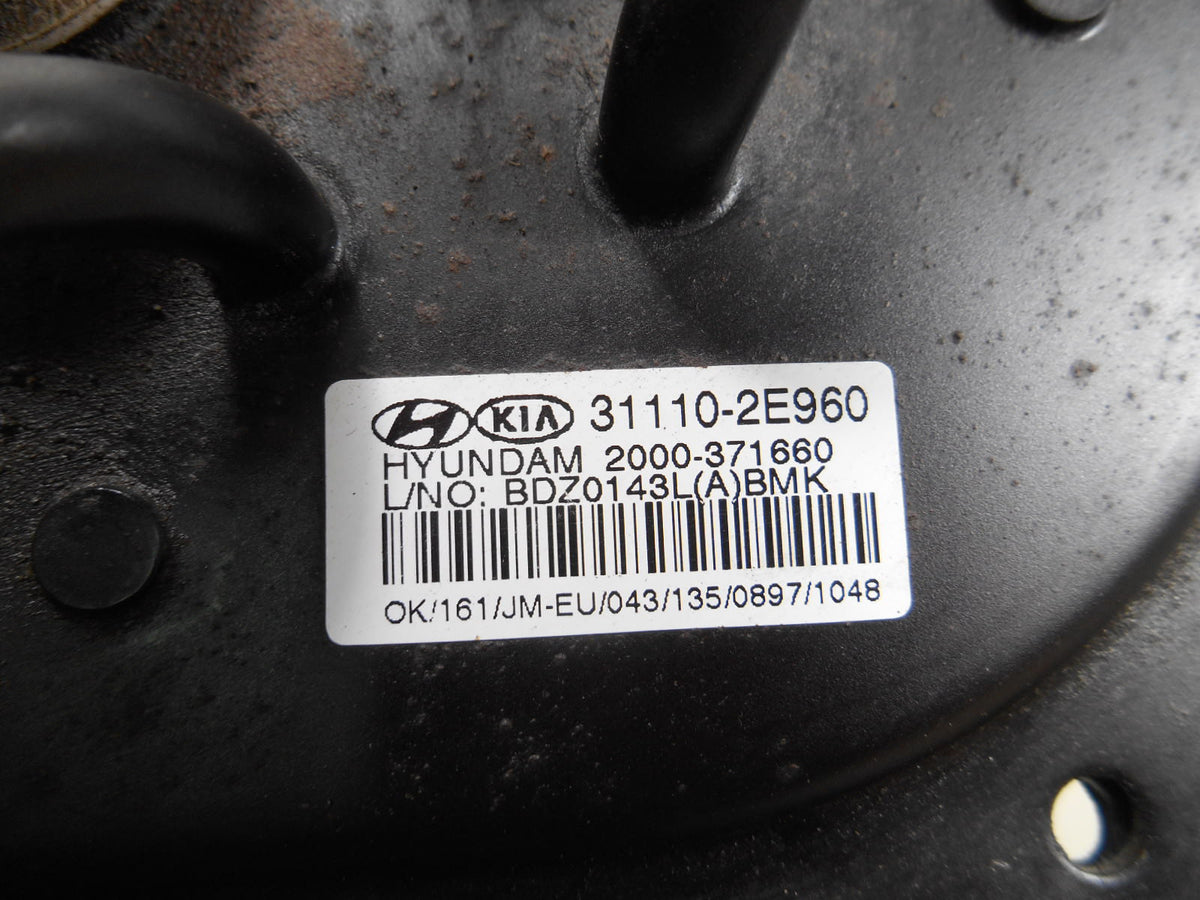 KIA 31110-2E960
HYUNDAM 2000-371660
L/NO: BDZ0143L(A)BMK
OK/161/JM-EU/043/135/0897/1048